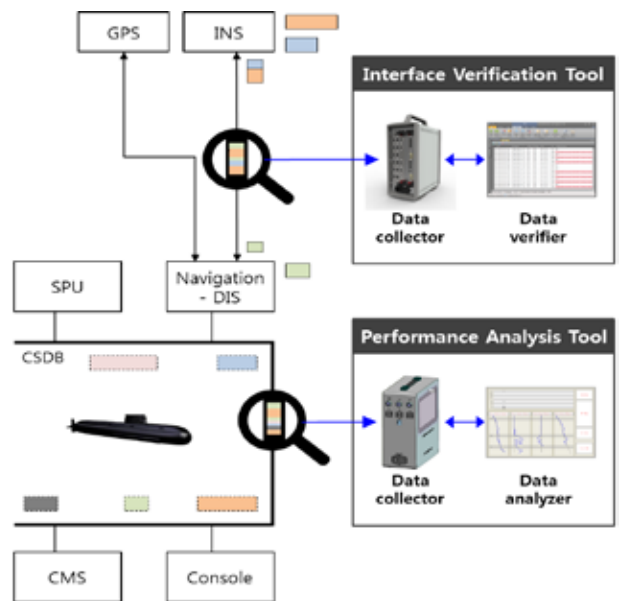 GPS
INS
Interface Verification Tool
Data
collector
Data
verifier
SPU
Navigation
- DIS
CSDB
Performance Analysis Tool
Data
collector
Data
analyzer
CMS
Console